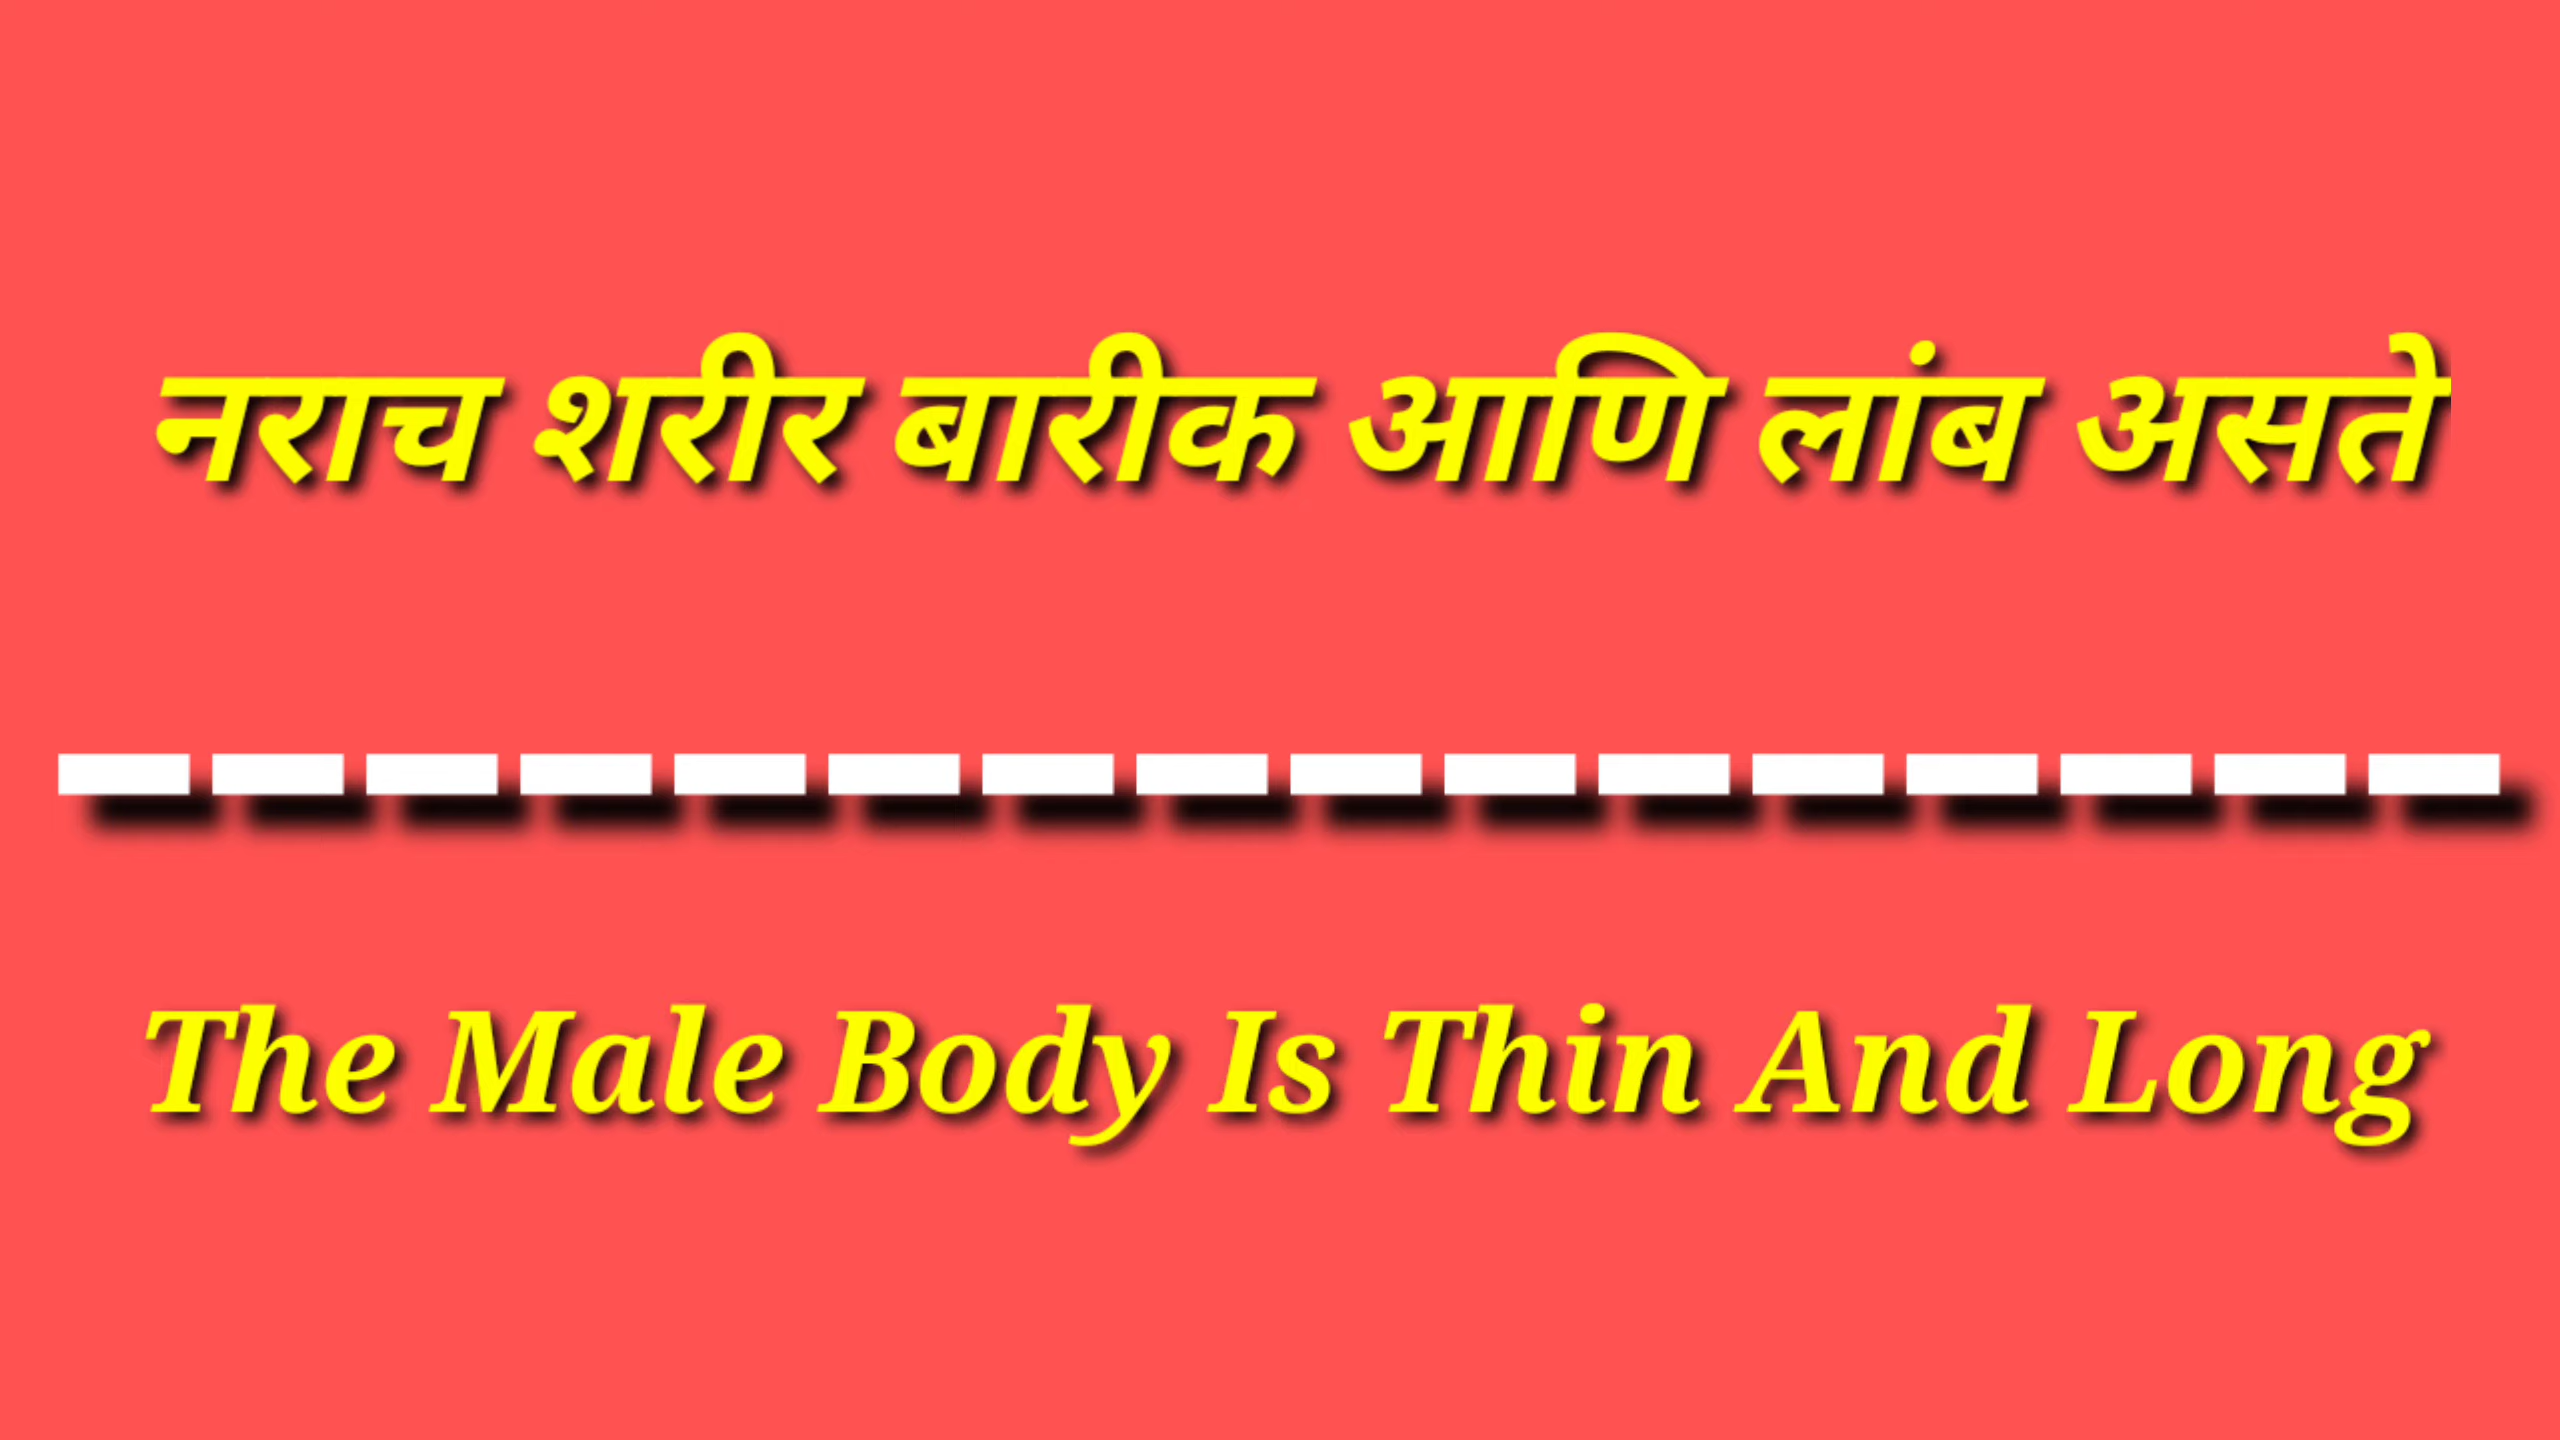 नराच शरीर बारीक आणि लांब असते
The Male Body Is Thin And Long